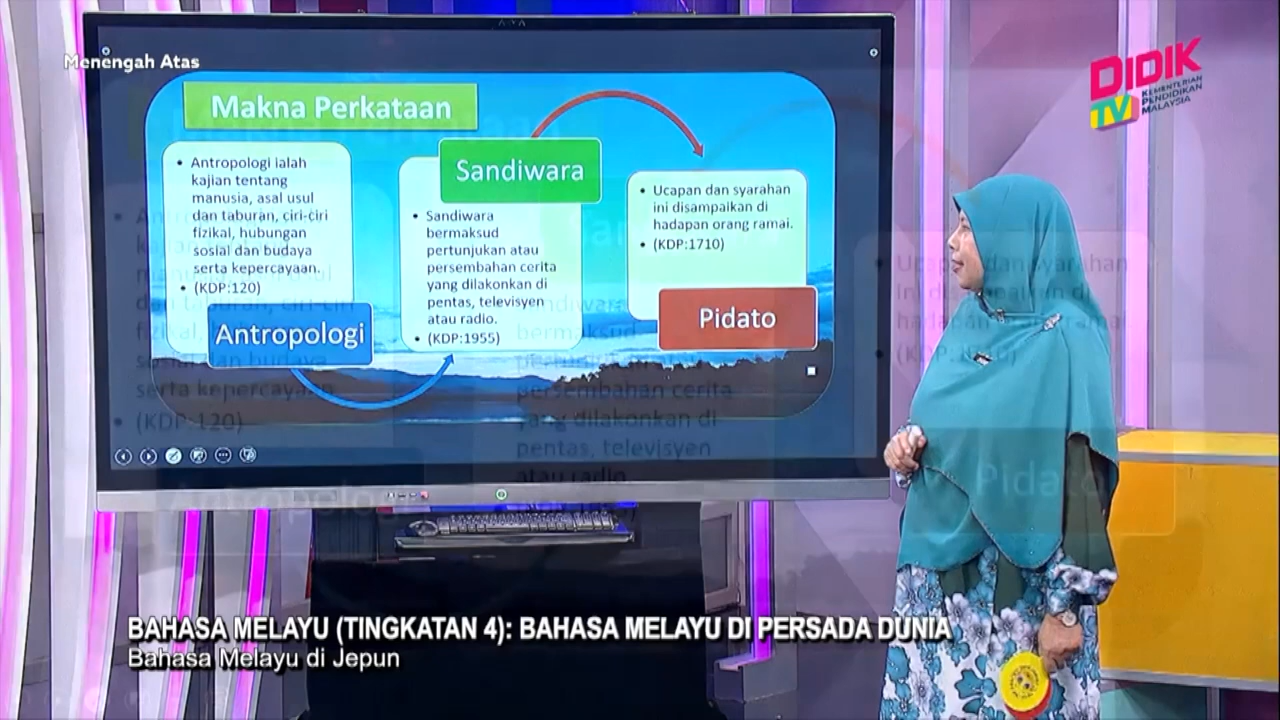 Menengah Atas
DIDIK
TV
KEMENTERIAN
PENDIDIKAN
MALAYSIA
Makna Perkataan
• Antropologi ialah
kajian tentang
manusia, asal usul
dan taburan, ciri-ciri
fizikal, hubungan
sosial dan budaya
serta kepercayaan.
• (KDP:120)
Antropologi
Sandiwara
• Sandiwara
bermaksud
pertunjukan atau
persembahan cerita
yang dilakonkan di
pentas, televisyen
atau radio.
• (KDP:1955)
• Ucapan dan syarahan
ini disampaikan di
hadapan orang ramai.
• (KDP:1710)
Pidato
BAHASA MELAYU (TINGKATAN 4): BAHASA MELAYU DI PERSADA DUNIA
Bahasa Melayu di Jepun